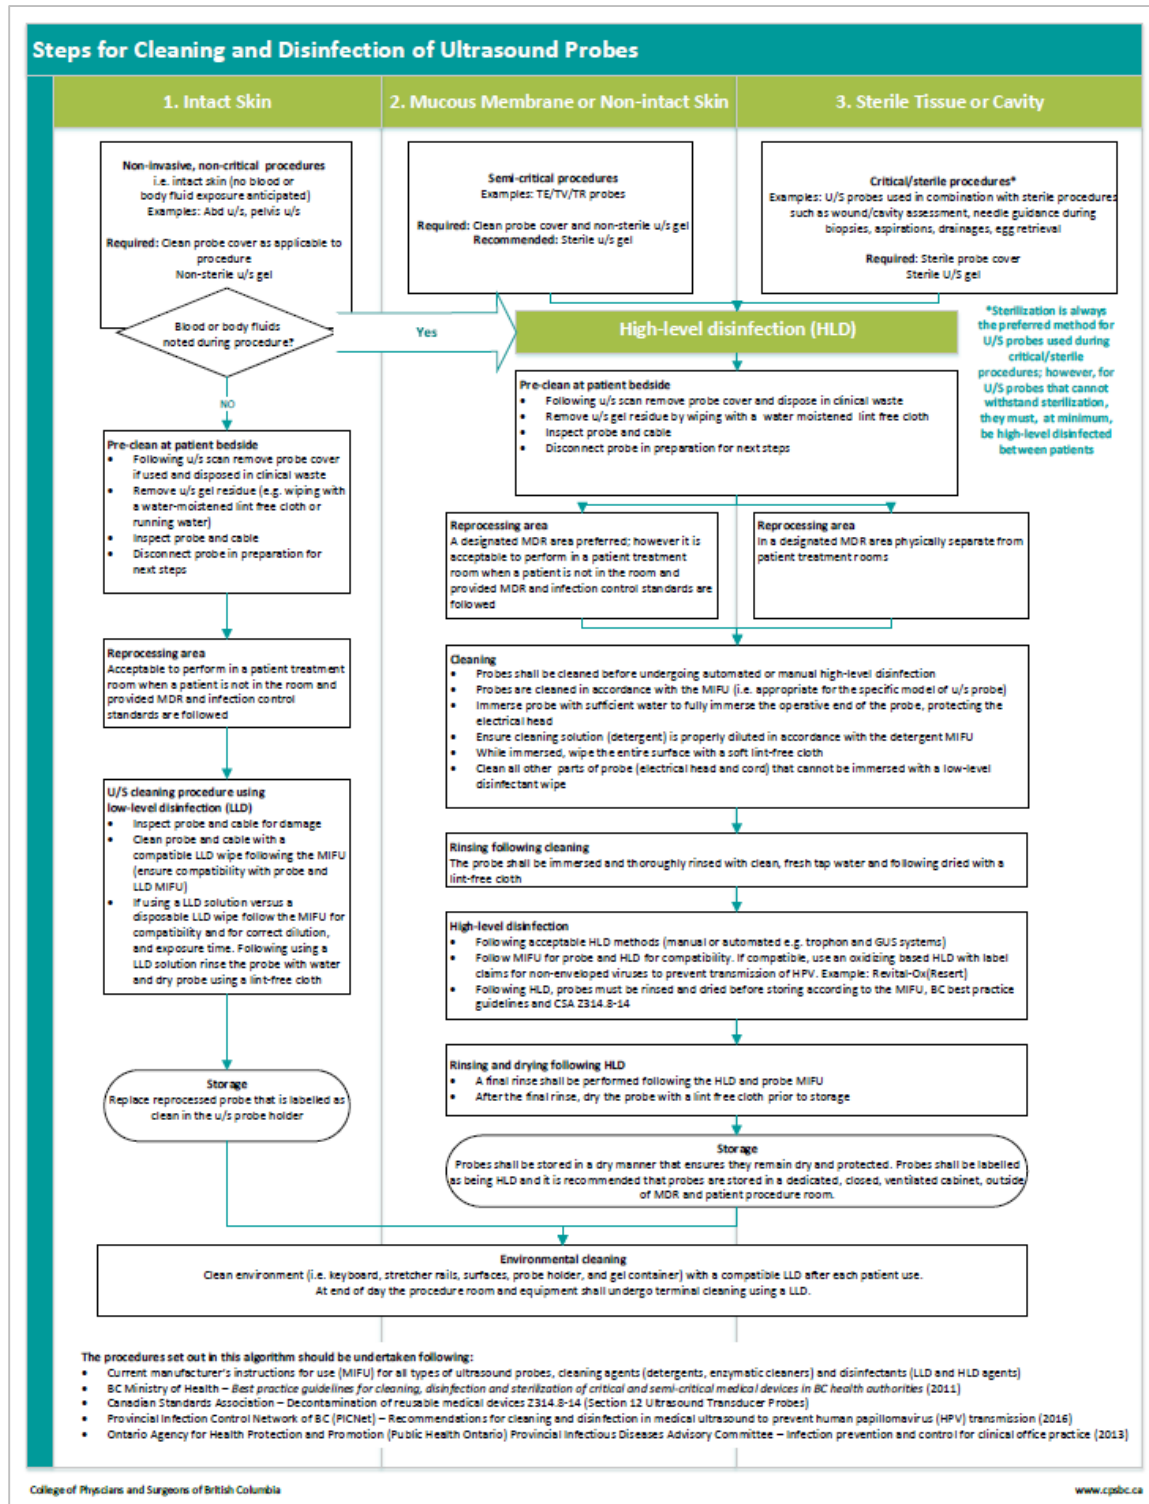 Steps for Cleaning and Disinfection of Ultrasound Probes
1. Intact Skin
2. Mucous Membrane or Non-intact Skin
3. Sterile Tissue or Cavity
Non-invasive, non-critical procedures
i.e. intact skin (no blood or
body fluid exposure anticipated)
Examples: Abd u/s, pelvis u/s
Required: Clean probe cover as applicable to
procedure
Non-sterile u/s gel
Semi-critical procedures
Examples: TE/TV/TR probes
Required: Clean probe cover and non-sterile u/s gel
Recommended: Sterile u/s gel
Critical/sterile procedures*
Examples: U/S probes used in combination with sterile procedures
such as wound/cavity assessment, needle guidance during
biopsies, aspirations, drainages, egg retrieval
Required: Sterile probe cover
Sterile U/S gel
Blood or body fluids
noted during procedure?
Yes
NO
High-level disinfection (HLD)
*Sterilization is always
the preferred method for
U/S probes used during
critical/sterile
procedures; however, for
U/S probes that cannot
withstand sterilization,
they must, at minimum,
be high-level disinfected
between patients
Pre-clean at patient bedside
• Following u/s scan remove probe cover and dispose in clinical waste
• Remove u/s gel residue by wiping with a water moistened lint free cloth
• Inspect probe and cable
• Disconnect probe in preparation for next steps
Pre-clean at patient bedside
• Following u/s scan remove probe cover
if used and disposed in clinical waste
• Remove u/s gel residue (e.g. wiping with
a water-moistened lint free cloth or
running water)
• Inspect probe and cable
• Disconnect probe in preparation for
next steps
Reprocessing area
A designated MDR area preferred; however it is
acceptable to perform in a patient treatment
room when a patient is not in the room and
provided MDR and infection control standards are
followed
Reprocessing area
In a designated MDR area physically separate from
patient treatment rooms
Reprocessing area
Acceptable to perform in a patient treatment
room when a patient is not in the room and
provided MDR and infection control
standards are followed
Cleaning
• Probes shall be cleaned before undergoing automated or manual high-level disinfection
• Probes are cleaned in accordance with the MIFU (i.e. appropriate for the specific model of u/s probe)
• Immerse probe with sufficient water to fully immerse the operative end of the probe, protecting the
electrical head
• Ensure cleaning solution (detergent) is properly diluted in accordance with the detergent MIFU
• While immersed, wipe the entire surface with a soft lint-free cloth
• Clean all other parts of probe (electrical head and cord) that cannot be immersed with a low-level
disinfectant wipe
U/S cleaning procedure using
low-level disinfection (LLD)
• Inspect probe and cable for damage
• Clean probe and cable with a
compatible LLD wipe following the MIFU
(ensure compatibility with probe and
LLD MIFU)
• If using a LLD solution versus a
disposable LLD wipe follow the MIFU for
compatibility and for correct dilution,
and exposure time. Following using a
LLD solution rinse the probe with water
and dry probe using a lint-free cloth
Rinsing following cleaning
The probe shall be immersed and thoroughly rinsed with clean, fresh tap water and following dried with a
lint-free cloth
High-level disinfection
• Following acceptable HLD methods (manual or automated e.g. trophon and GUS systems)
• Follow MIFU for probe and HLD for compatibility. If compatible, use an oxidizing based HLD with label
claims for non-enveloped viruses to prevent transmission of HPV. Example: Revital-Ox(Resert)
• Following HLD, probes must be rinsed and dried before storing according to the MIFU, BC best practice
guidelines and CSA Z314.8-14
Rinsing and drying following HLD
• A final rinse shall be performed following the HLD and probe MIFU
• After the final rinse, dry the probe with a lint free cloth prior to storage
Storage
Replace reprocessed probe that is labelled as
clean in the u/s probe holder
Storage
Probes shall be stored in a dry manner that ensures they remain dry and protected. Probes shall be labelled
as being HLD and it is recommended that probes are stored in a dedicated, closed, ventilated cabinet, outside
of MDR and patient procedure room.
Environmental cleaning
Clean environment (i.e. keyboard, stretcher rails, surfaces, probe holder, and gel container) with a compatible LLD after each patient use.
At end of day the procedure room and equipment shall undergo terminal cleaning using a LLD.
The procedures set out in this algorithm should be undertaken following:
• Current manufacturer's instructions for use (MIFU) for all types of ultrasound probes, cleaning agents (detergents, enzymatic cleaners) and disinfectants (LLD and HLD agents)
• BC Ministry of Health – Best practice guidelines for cleaning, disinfection and sterilization of critical and semi-critical medical devices in BC health authorities (2011)
• Canadian Standards Association – Decontamination of reusable medical devices Z314.8-14 (Section 12 Ultrasound Transducer Probes)
• Provincial Infection Control Network of BC (PICNet) – Recommendations for cleaning and disinfection in medical ultrasound to prevent human papillomavirus (HPV) transmission (2016)
• Ontario Agency for Health Protection and Promotion (Public Health Ontario) Provincial Infectious Diseases Advisory Committee – Infection prevention and control for clinical office practice (2013)
College of Physcians and Surgeons of British Columbia
www.cpsbc.ca